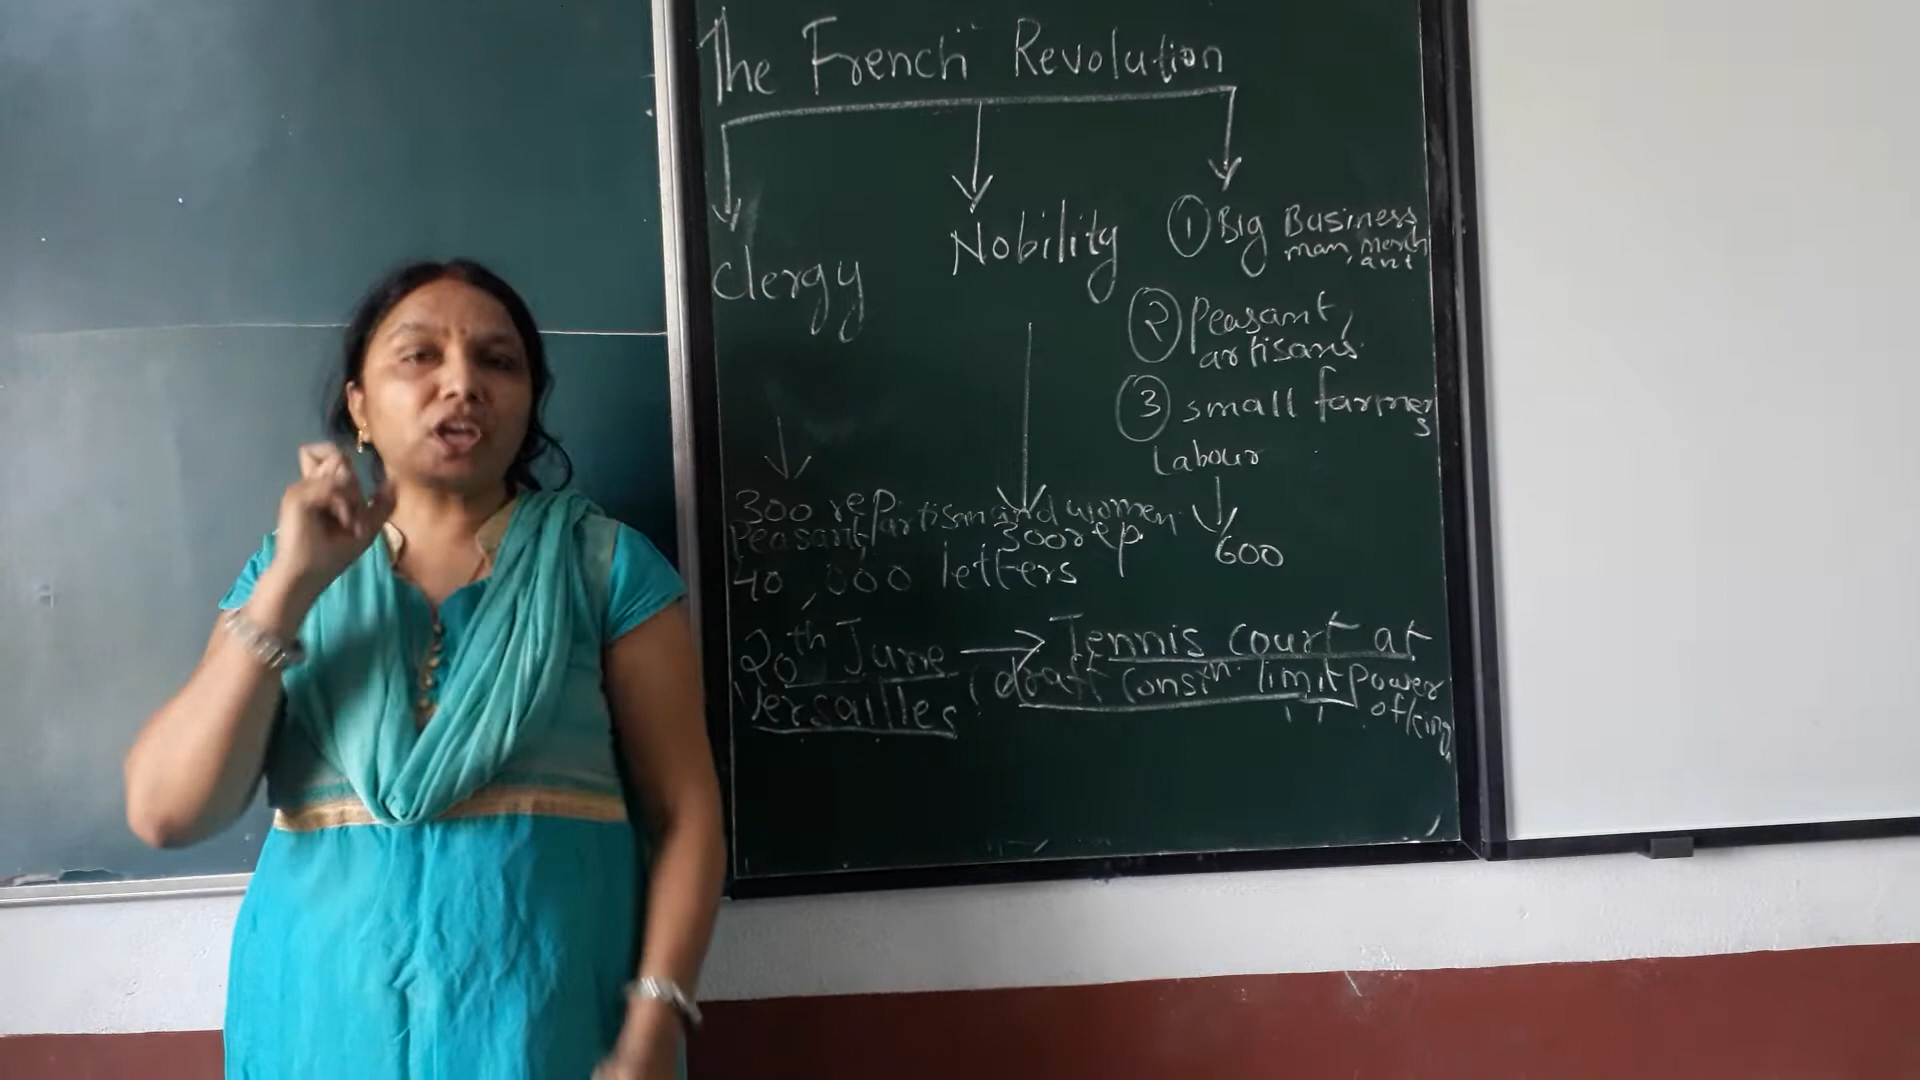 The French Revolution
Clergy
Nobility
① Big Business
man, merch
ant
② Peasant,
artisans.
③ small farmer
s
Labour
300 rep
Peasant, artisan and women
300 rep.
600
40,000 letters
20th June → Tennis court at
Versailles (draft Constn. limit power
of king